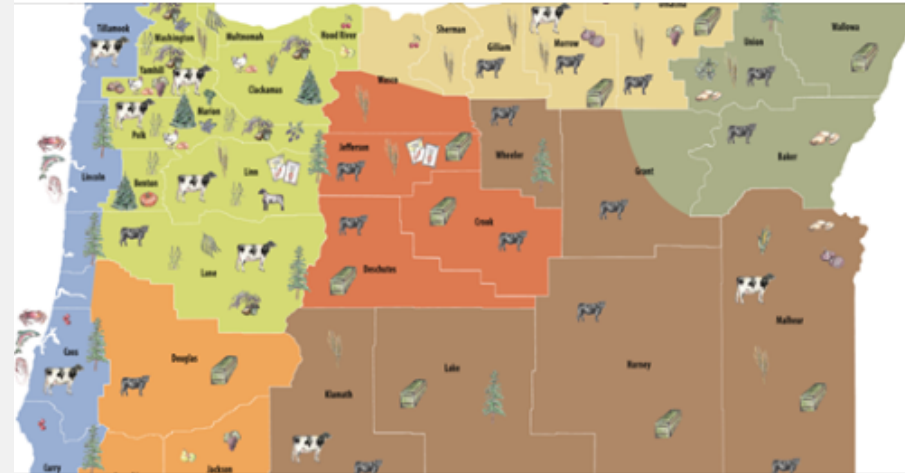 Tillamook
Washington
Multnomah
Hood River
Sherman
Gilliam
Morrow
Umatilla
Union
Wallowa
Yamhill
Clackamas
Wasco
Marion
Polk
Jefferson
Wheeler
Grant
Baker
Lincoln
Benton
Linn
Crook
Lane
Deschutes
Malheur
Coos
Douglas
Klamath
Lake
Harney
Curry
Jackson